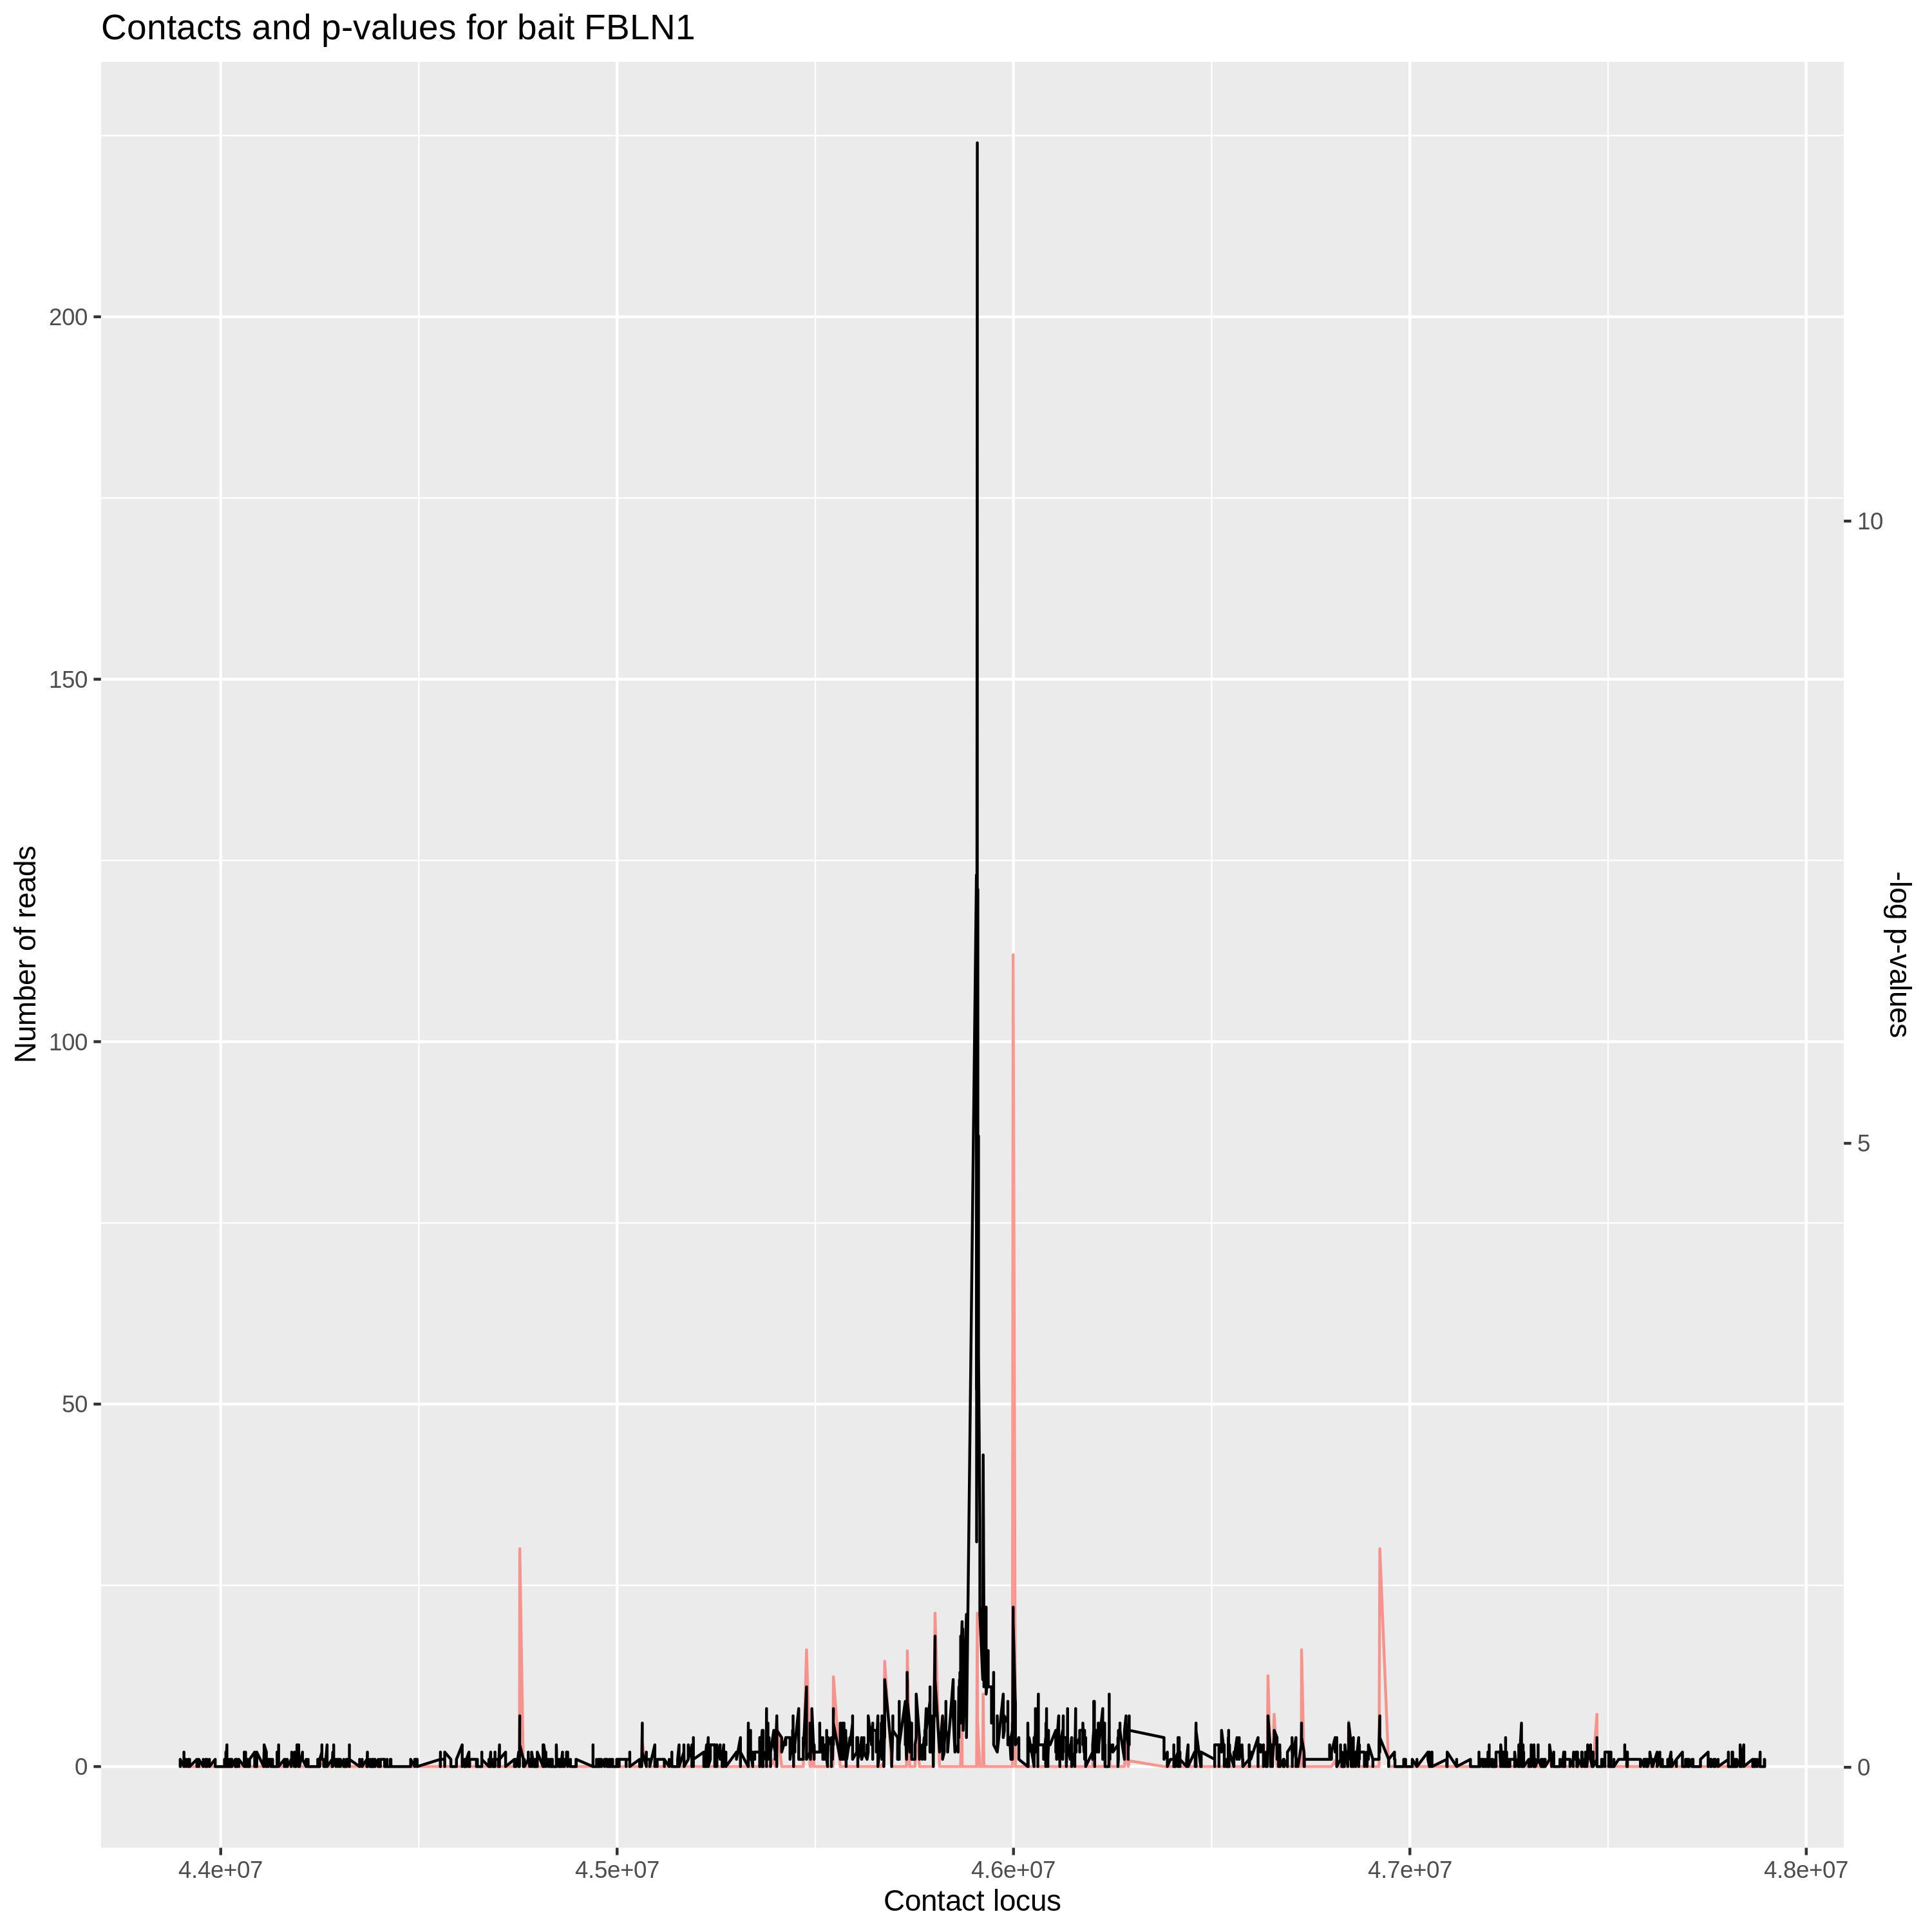 Contacts and p-values for bait FBLN1
Number of reads
200
150
100
50
0
10
5
0
-log p-values
4.4e+07
4.5e+07
4.6e+07
4.7e+07
4.8e+07
Contact locus